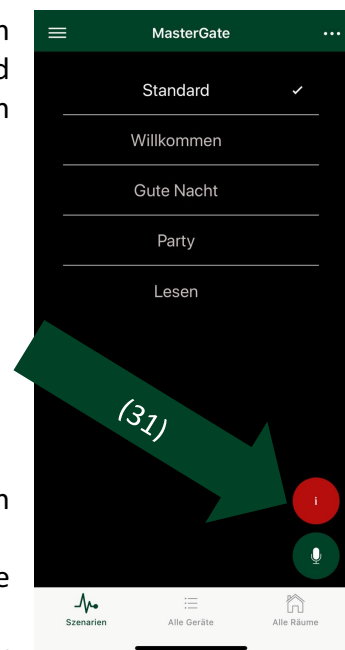 MasterGate
Standard
Willkommen
Gute Nacht
Party
Lesen
(31)
i
Szenarien
Alle Geräte
Alle Räume